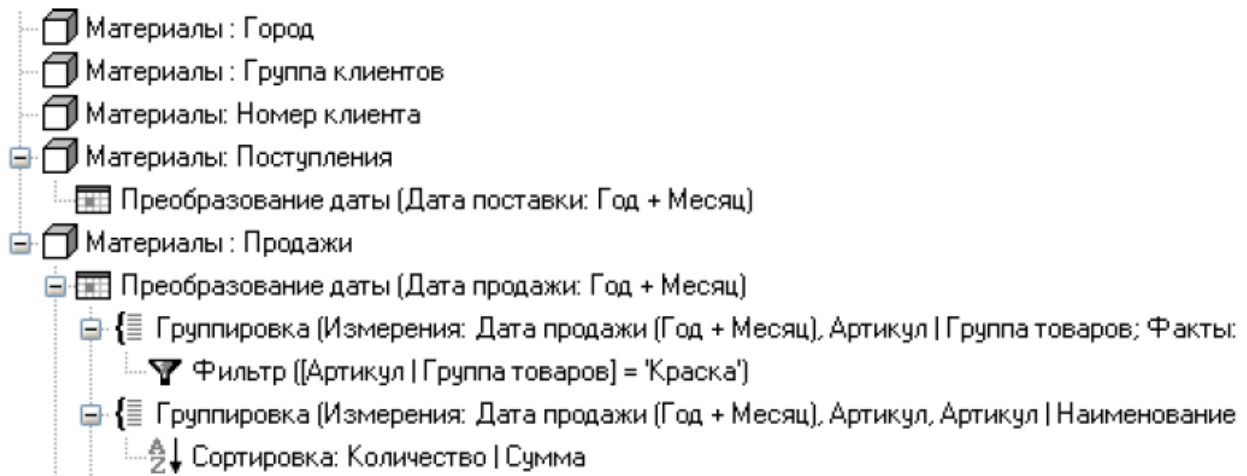 Материалы : Город
Материалы : Группа клиентов
Материалы: Номер клиента
Материалы: Поступления
Преобразование даты (Дата поставки: Год + Месяц)
Материалы : Продажи
Преобразование даты (Дата продажи: Год + Месяц)
Группировка (Измерения: Дата продажи (Год + Месяц), Артикул | Группа товаров; Факты:
Фильтр ([Артикул | Группа товаров] = 'Краска')
Группировка (Измерения: Дата продажи (Год + Месяц), Артикул, Артикул | Наименование
Сортировка: Количество | Сумма